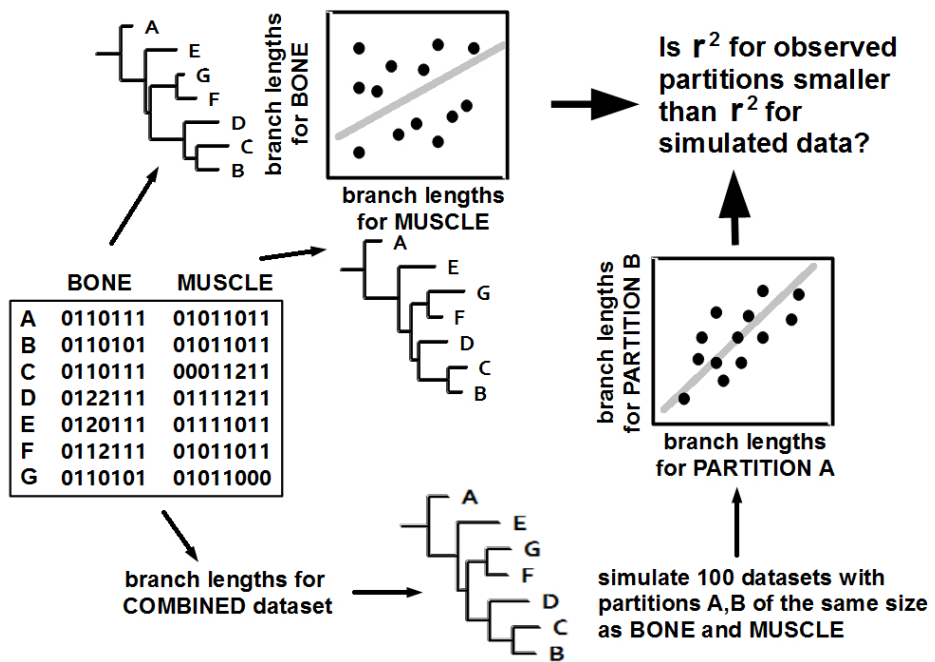 A
E
G
F
D
C
B
branch lengths
for BONE
branch lengths
for MUSCLE
Is r² for observed
partitions smaller
than r² for
simulated data?
A
E
G
F
D
C
B
BONE MUSCLE
A 0110111 01011011
B 0110101 01011011
C 0110111 00011211
D 0122111 01111211
E 0120111 01111011
F 0112111 01011011
G 0110101 01011000
branch lengths
for PARTITION B
branch lengths
for PARTITION A
branch lengths for
COMBINED dataset
A
E
G
F
D
C
B
simulate 100 datasets with
partitions A,B of the same size
as BONE and MUSCLE